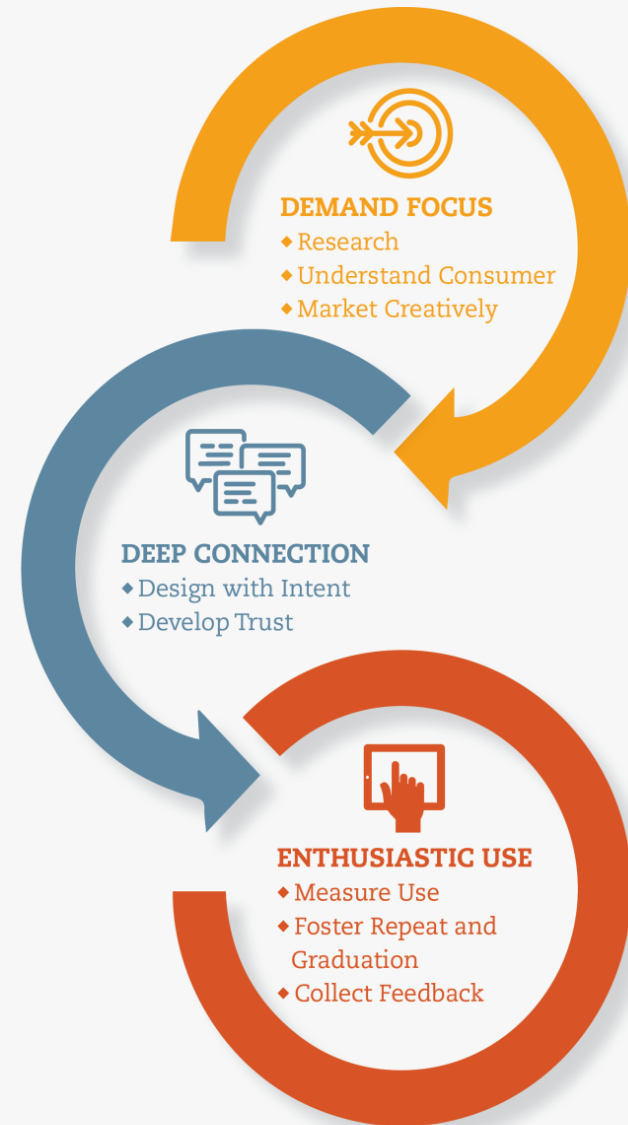 DEMAND FOCUS
◆ Research
◆ Understand Consumer
◆ Market Creatively
DEEP CONNECTION
◆ Design with Intent
◆ Develop Trust
ENTHUSIASTIC USE
◆ Measure Use
◆ Foster Repeat and
Graduation
◆ Collect Feedback